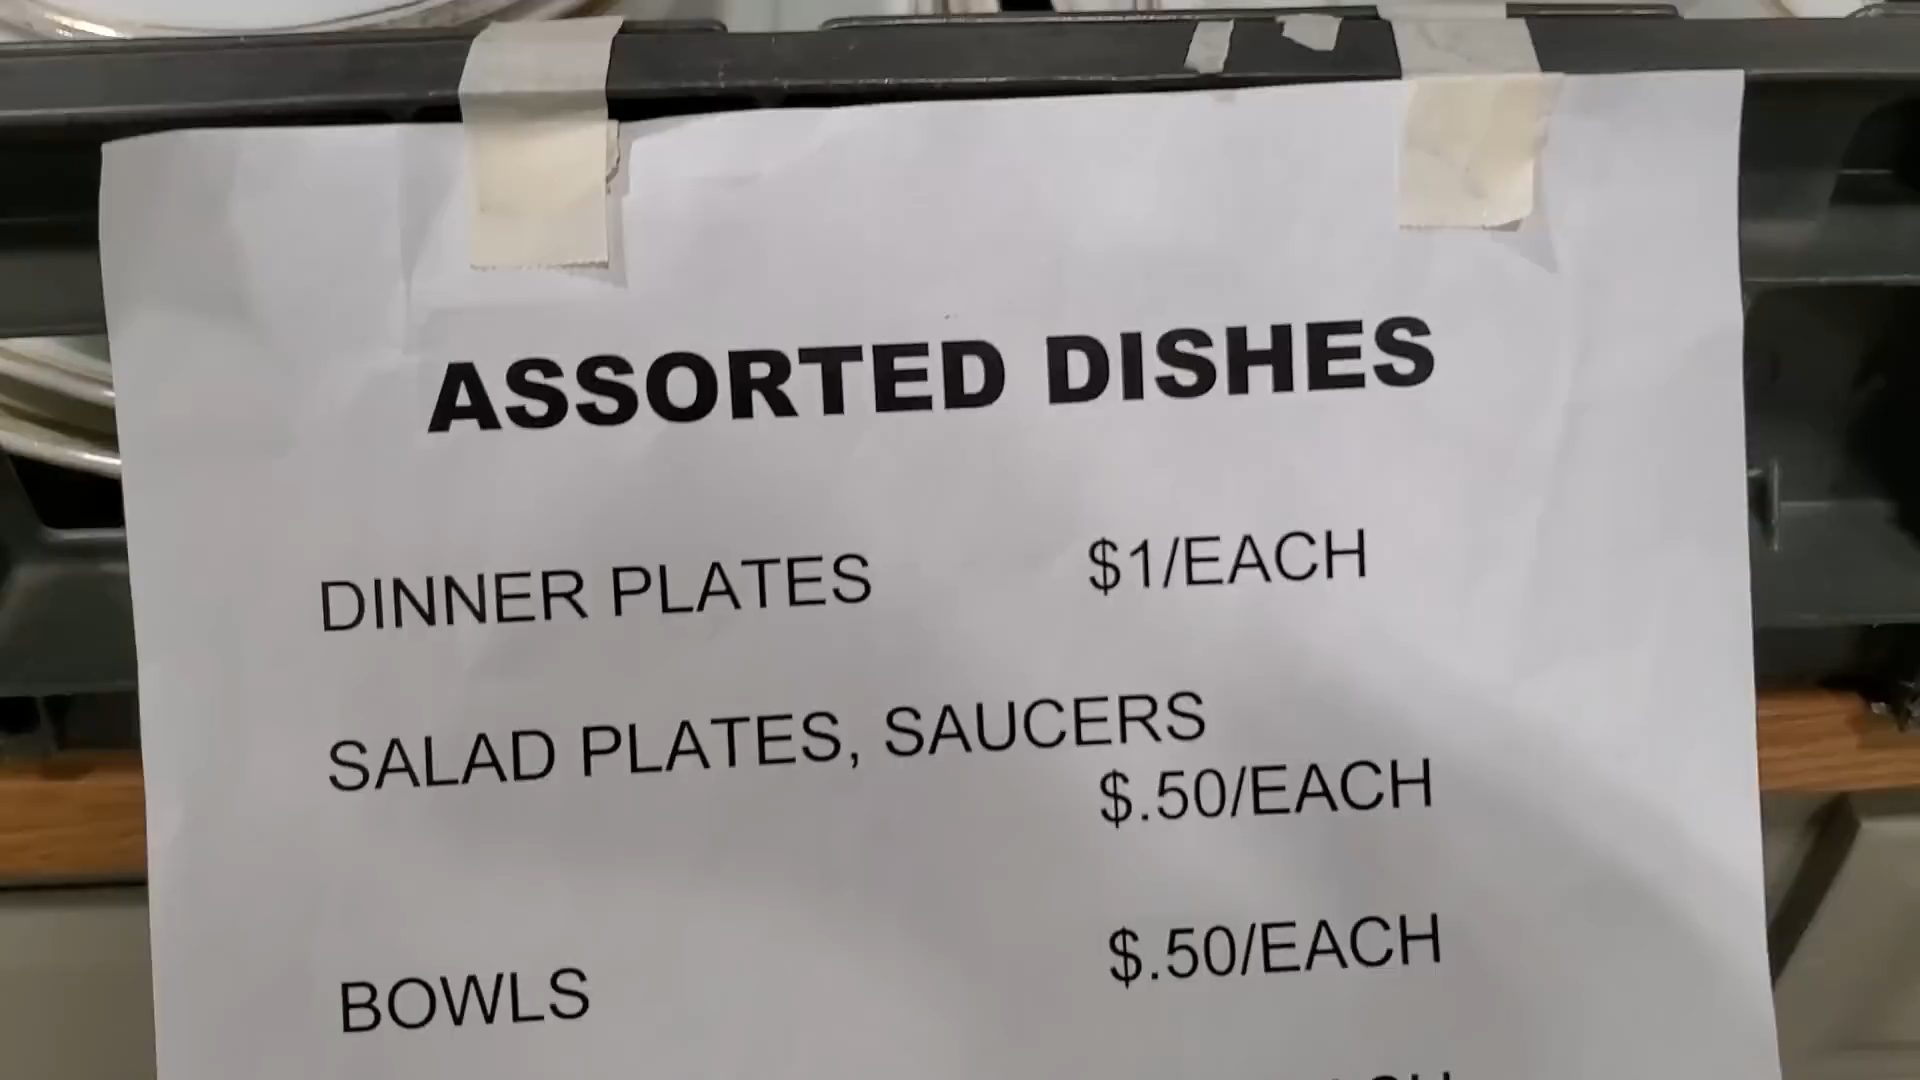 ASSORTED DISHES
DINNER PLATES $1/EACH
SALAD PLATES, SAUCERS
$.50/EACH
BOWLS $.50/EACH